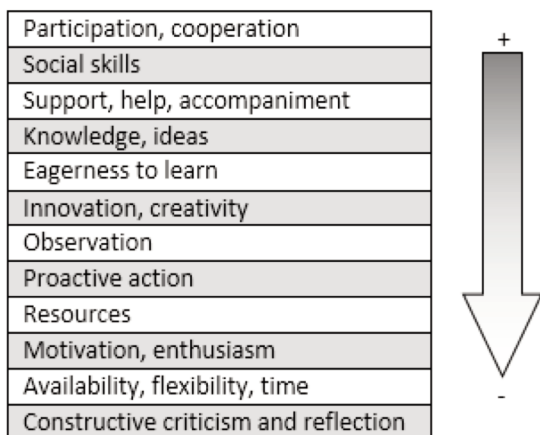 Participation, cooperation
+
Social skills
Support, help, accompaniment
Knowledge, ideas
Eagerness to learn
Innovation, creativity
Observation
Proactive action
Resources
Motivation, enthusiasm
Availability, flexibility, time
-
Constructive criticism and reflection